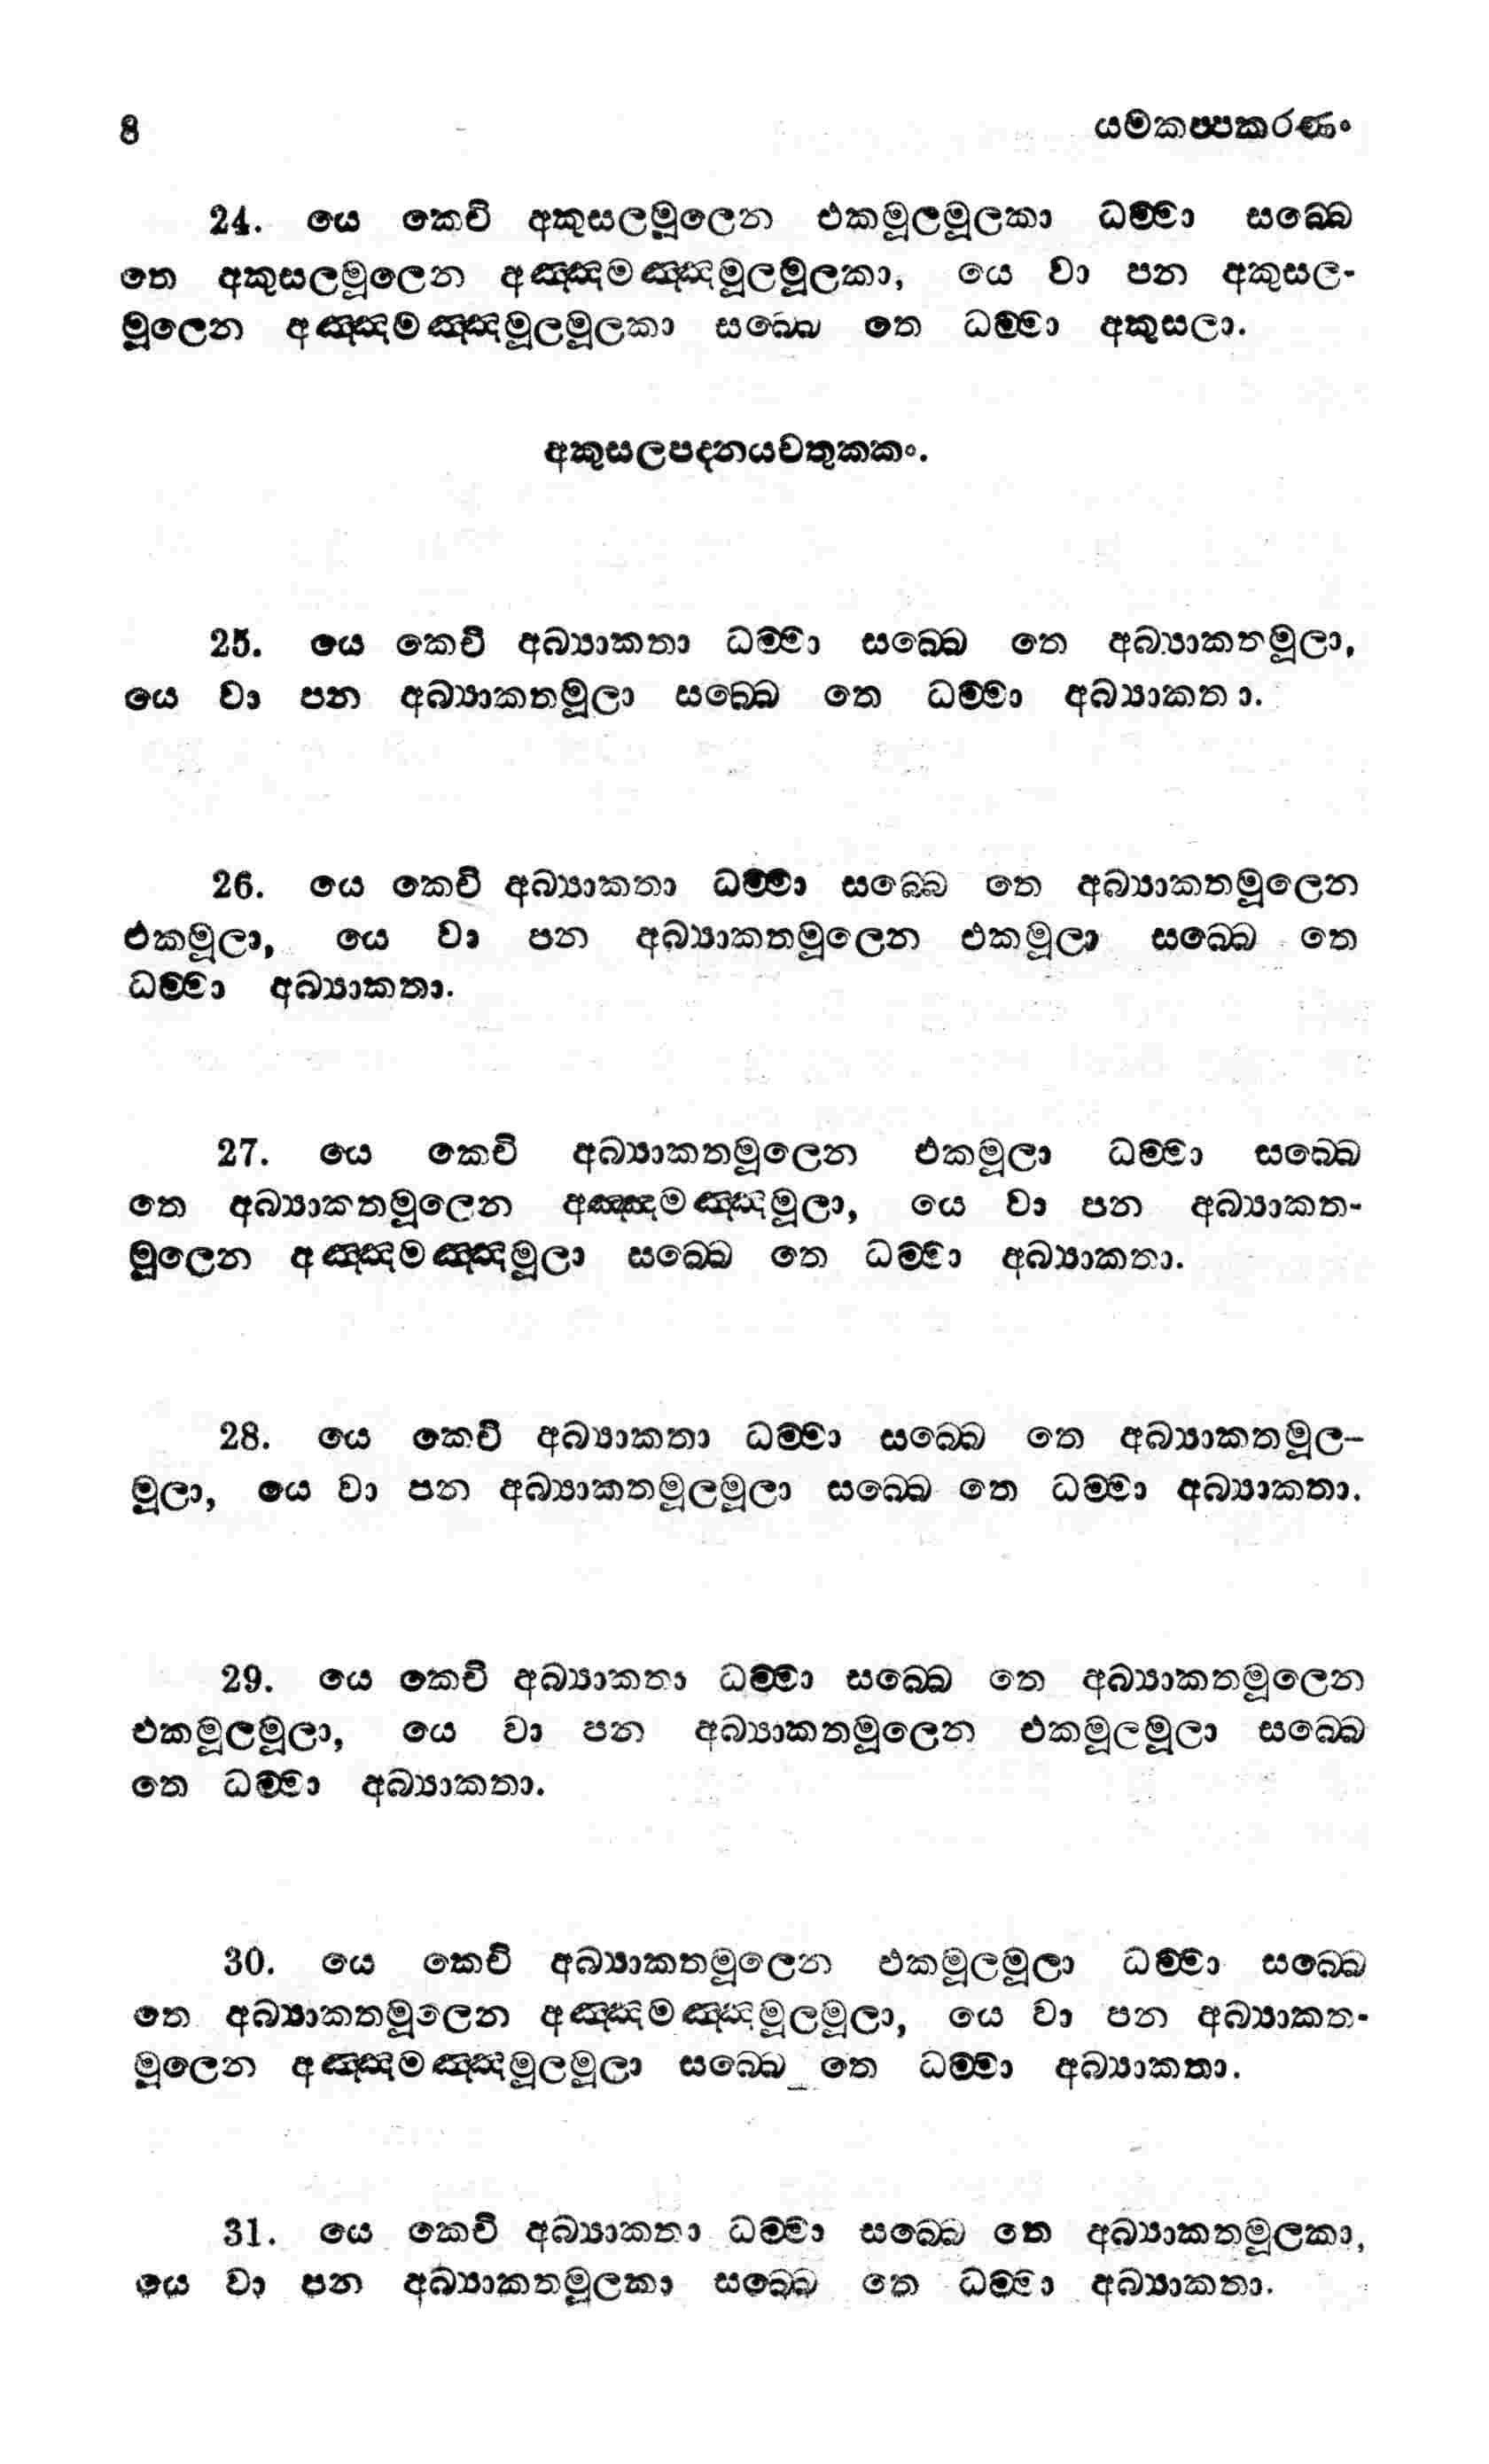 8 යමකප්පකරණං
24. යෙ කෙචි අකුසලමූලෙන එකමූලමූලකා ධම්මා සබ්බෙ
තෙ අකුසලමූලෙන අඤ්ඤමඤ්ඤමූලමූලකා, යෙ වා පන අකුසල-
මූලෙන අඤ්ඤමඤ්ඤමූලමූලකා සබ්බෙ තෙ ධම්මා අකුසලා.
අකුසලපදනයචතුක්කං.
25. යෙ කෙචි අබ්‍යාකතා ධම්මා සබ්බෙ තෙ අබ්‍යාකතමූලා,
යෙ වා පන අබ්‍යාකතමූලා සබ්බෙ තෙ ධම්මා අබ්‍යාකතා.
26. යෙ කෙචි අබ්‍යාකතා ධම්මා සබ්බෙ තෙ අබ්‍යාකතමූලෙන
එකමූලා, යෙ වා පන අබ්‍යාකතමූලෙන එකමූලා සබ්බෙ තෙ
ධම්මා අබ්‍යාකතා.
27. යෙ කෙචි අබ්‍යාකතමූලෙන එකමූලා ධම්මා සබ්බෙ
තෙ අබ්‍යාකතමූලෙන අඤ්ඤමඤ්ඤමූලා, යෙ වා පන අබ්‍යාකත-
මූලෙන අඤ්ඤමඤ්ඤමූලා සබ්බෙ තෙ ධම්මා අබ්‍යාකතා.
28. යෙ කෙචි අබ්‍යාකතා ධම්මා සබ්බෙ තෙ අබ්‍යාකතමූල-
මූලා, යෙ වා පන අබ්‍යාකතමූලමූලා සබ්බෙ තෙ ධම්මා අබ්‍යාකතා.
29. යෙ කෙචි අබ්‍යාකතා ධම්මා සබ්බෙ තෙ අබ්‍යාකතමූලෙන
එකමූලමූලා, යෙ වා පන අබ්‍යාකතමූලෙන එකමූලමූලා සබ්බෙ
තෙ ධම්මා අබ්‍යාකතා.
30. යෙ කෙචි අබ්‍යාකතමූලෙන එකමූලමූලා ධම්මා සබ්බෙ
තෙ අබ්‍යාකතමූලෙන අඤ්ඤමඤ්ඤමූලමූලා, යෙ වා පන අබ්‍යාකත-
මූලෙන අඤ්ඤමඤ්ඤමූලමූලා සබ්බෙ තෙ ධම්මා අබ්‍යාකතා.
31. යෙ කෙචි අබ්‍යාකතා ධම්මා සබ්බෙ තෙ අබ්‍යාකතමූලකා,
යෙ වා පන අබ්‍යාකතමූලකා සබ්බෙ තෙ ධම්මා අබ්‍යාකතා.